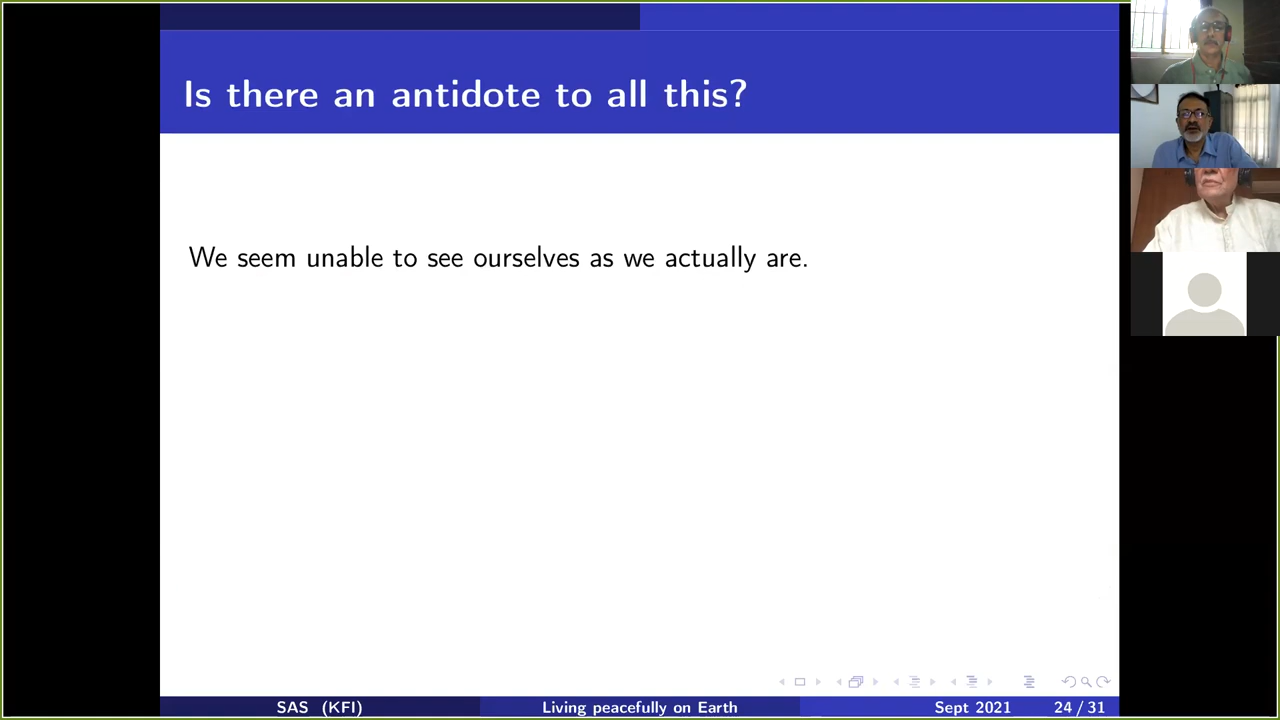 Is there an antidote to all this?
We seem unable to see ourselves as we actually are.
SAS (KFI) Living peacefully on Earth Sept 2021 24 / 31